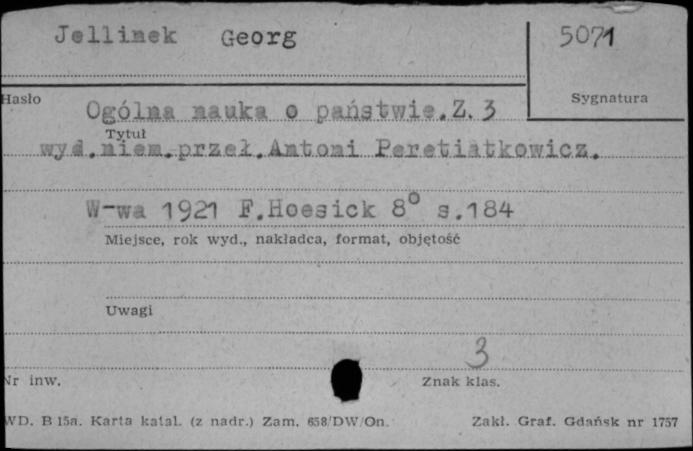 Jellinek Georg
5071
Hasło
Sygnatura
Ogólna nauka o państwie.Z.3
Tytuł
wyd.niem.przeł.Antoni Peretiatkowicz.
W-wa 1921 F.Hoesick 8° s.184
Miejsce, rok wyd., nakładca, format, objętość
Uwagi
3
Nr inw.
Znak klas.
WD. B 15a. Karta katal. (z nadr.) Zam. 658/DW/On.
Zakł. Graf. Gdańsk nr 1757